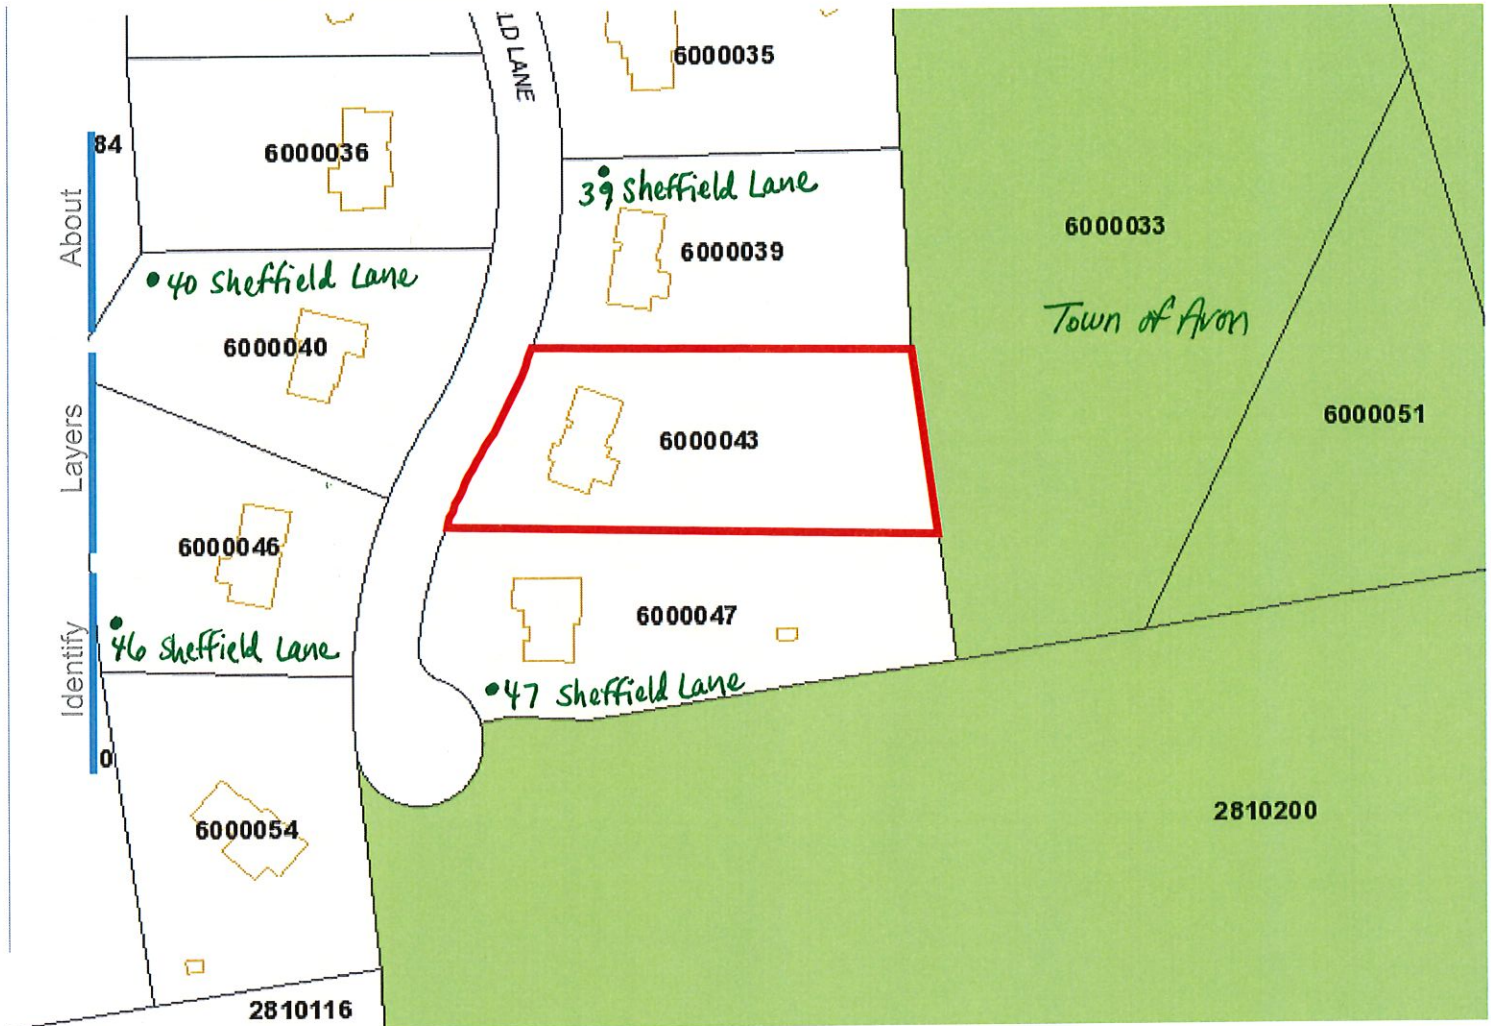 LD LANE
6000035
84
6000036
39 Sheffield Lane
About
6000033
6000039
40 Sheffield Lane
Town of Avon
6000040
6000051
Layers
6000043
6000046
6000047
46 Sheffield Lane
Identify
47 Sheffield Lane
0
2810200
6000054
2810116